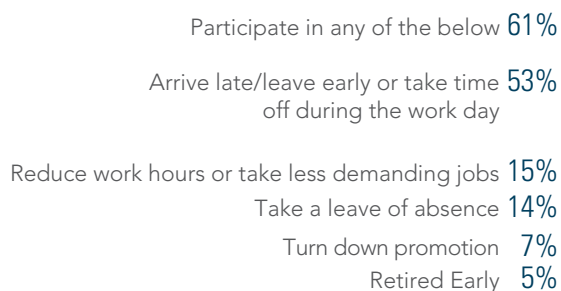 Participate in any of the below 61%
Arrive late/leave early or take time 53%
off during the work day
Reduce work hours or take less demanding jobs 15%
Take a leave of absence 14%
Turn down promotion 7%
Retired Early 5%